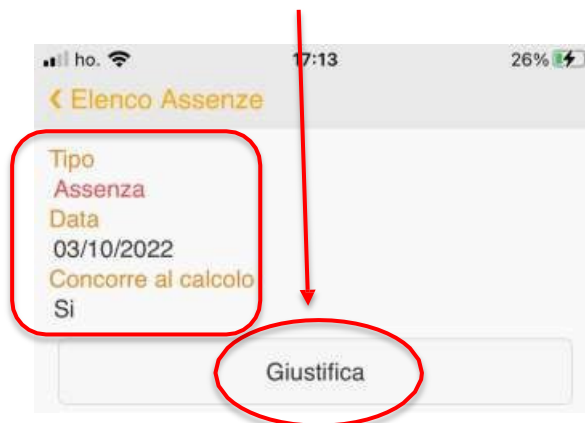 ho. 17:13 26%
Elenco Assenze
Tipo
Assenza
Data
03/10/2022
Concorre al calcolo
Si
Giustifica